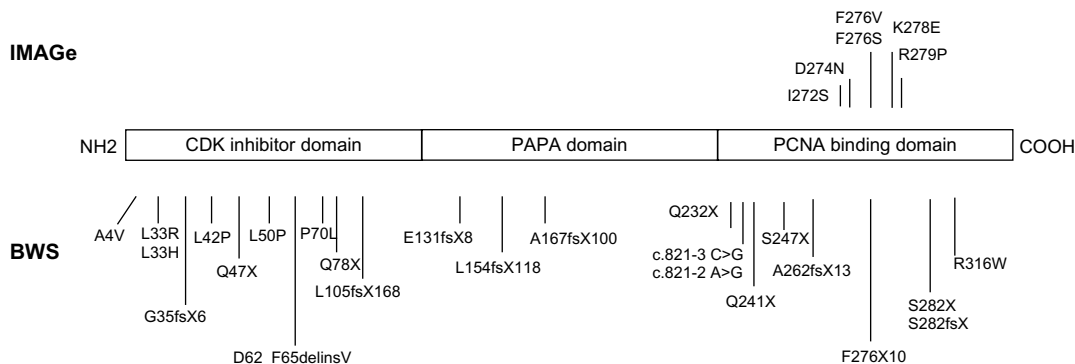 IMAGe
F276V
F276S
K278E
R279P
D274N
I272S
NH2
CDK inhibitor domain
PAPA domain
PCNA binding domain
COOH
BWS
A4V
L33R
L33H
G35fsX6
L42P
Q47X
L50P
D62_F65delinsV
P70L
Q78X
L105fsX168
E131fsX8
L154fsX118
A167fsX100
Q232X
c.821-3 C>G
c.821-2 A>G
Q241X
S247X
A262fsX13
F276X10
S282X
S282fsX
R316W